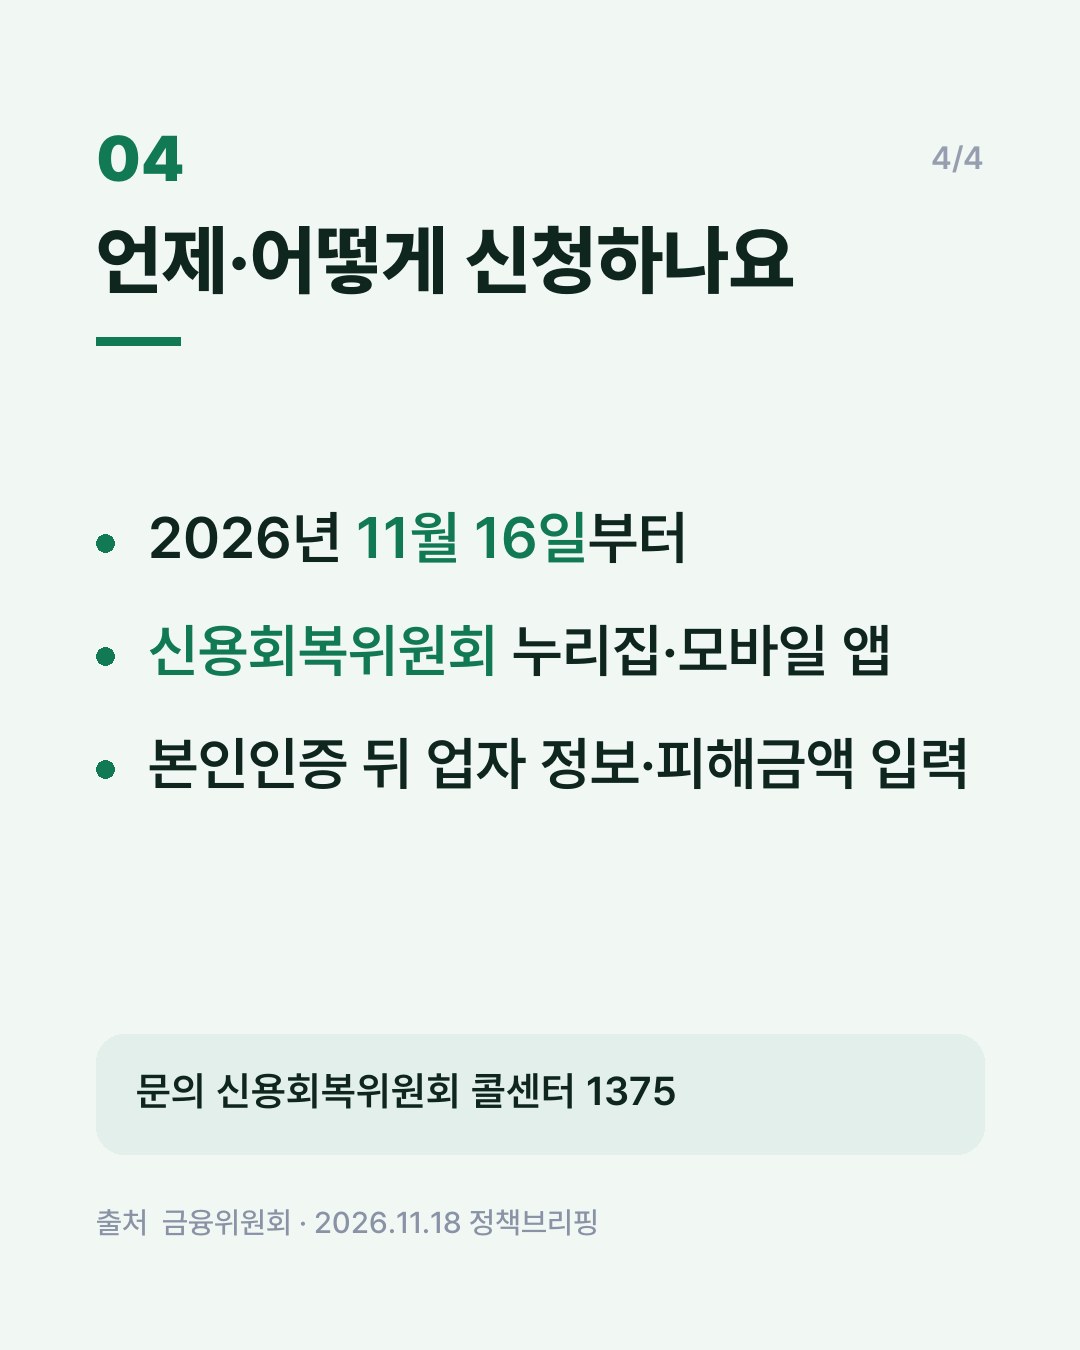 04
4/4
언제·어떻게 신청하나요
2026년 11월 16일부터
신용회복위원회 누리집·모바일 앱
본인인증 뒤 업자 정보·피해금액 입력
문의 신용회복위원회 콜센터 1375
출처 금융위원회 · 2026.11.18 정책브리핑